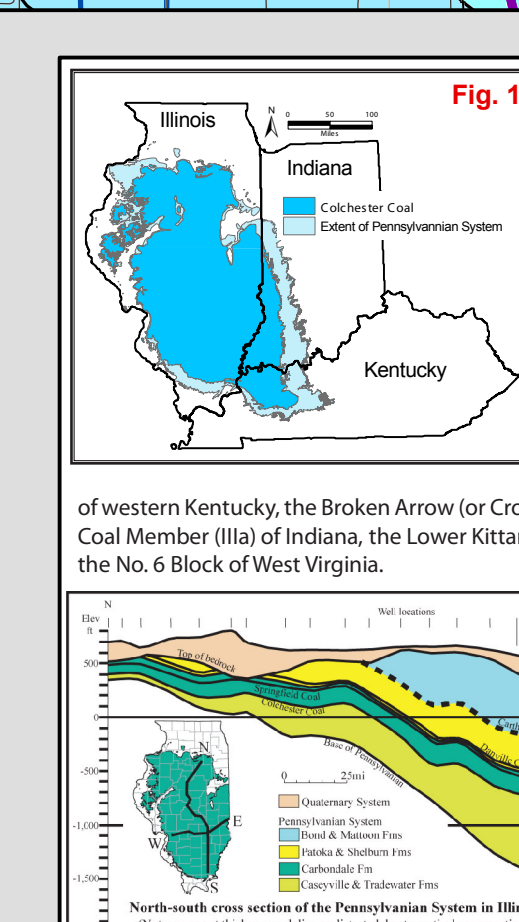 Fig. 1
Illinois
N
0 50 100
Miles
Indiana
Colchester Coal
Extent of Pennsylvannian System
Kentucky
of western Kentucky, the Broken Arrow (or Cro
Coal Member (IIIa) of Indiana, the Lower Kittan
the No. 6 Block of West Virginia.
N
Well locations
Elev
ft
Top of bedrock
500
Springfield Coal
Colchester Coal
Carth
0
Danville C
Base of Pennsylvanian
N
-500
0 25mi
Quaternary System
Pennsylvanian System
E
-1,000
Bond & Mattoon Fms
W
Patoka & Shelburn Fms
Carbondale Fm
-1,500
Caseyville & Tradewater Fms
S
North-south cross section of the Pennsylvanian System in Illin